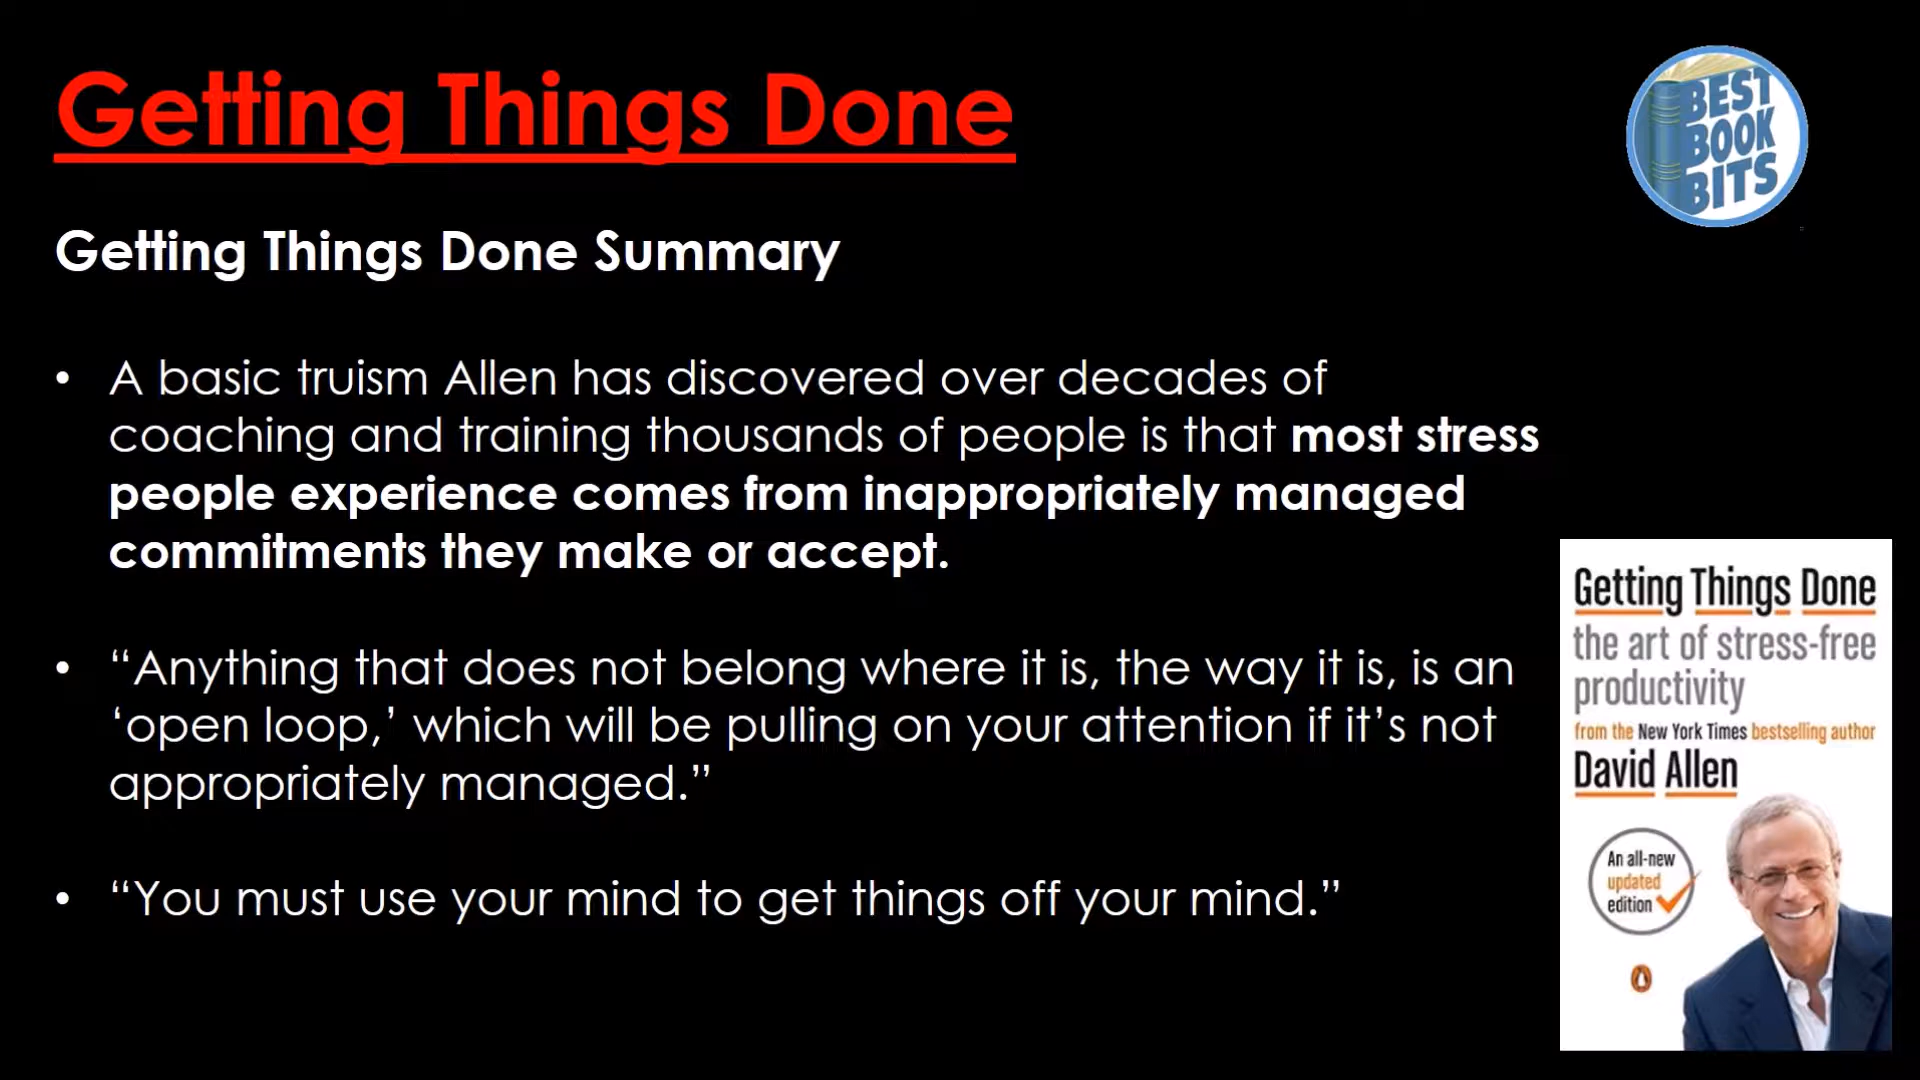 Getting Things Done
BEST
BOOK
BITS
Getting Things Done Summary
• A basic truism Allen has discovered over decades of
coaching and training thousands of people is that most stress
people experience comes from inappropriately managed
commitments they make or accept.
• “Anything that does not belong where it is, the way it is, is an
‘open loop,’ which will be pulling on your attention if it’s not
appropriately managed.”
• “You must use your mind to get things off your mind.”
Getting Things Done
the art of stress-free
productivity
from the New York Times bestselling author
David Allen
An all-new
updated
edition